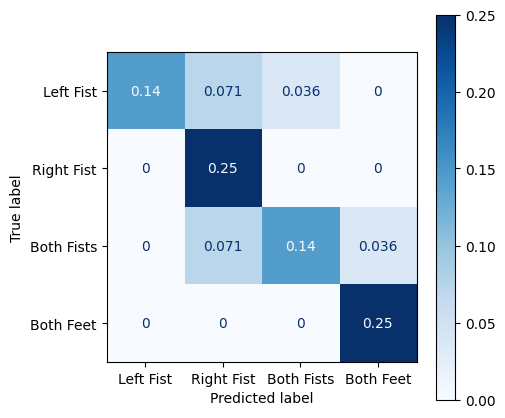 Left Fist 0.14 0.071 0.036 0
Right Fist 0 0.25 0 0
Both Fists 0 0.071 0.14 0.036
Both Feet 0 0 0 0.25
Left Fist Right Fist Both Fists Both Feet
Predicted label
True label
0.25
0.20
0.15
0.10
0.05
0.00